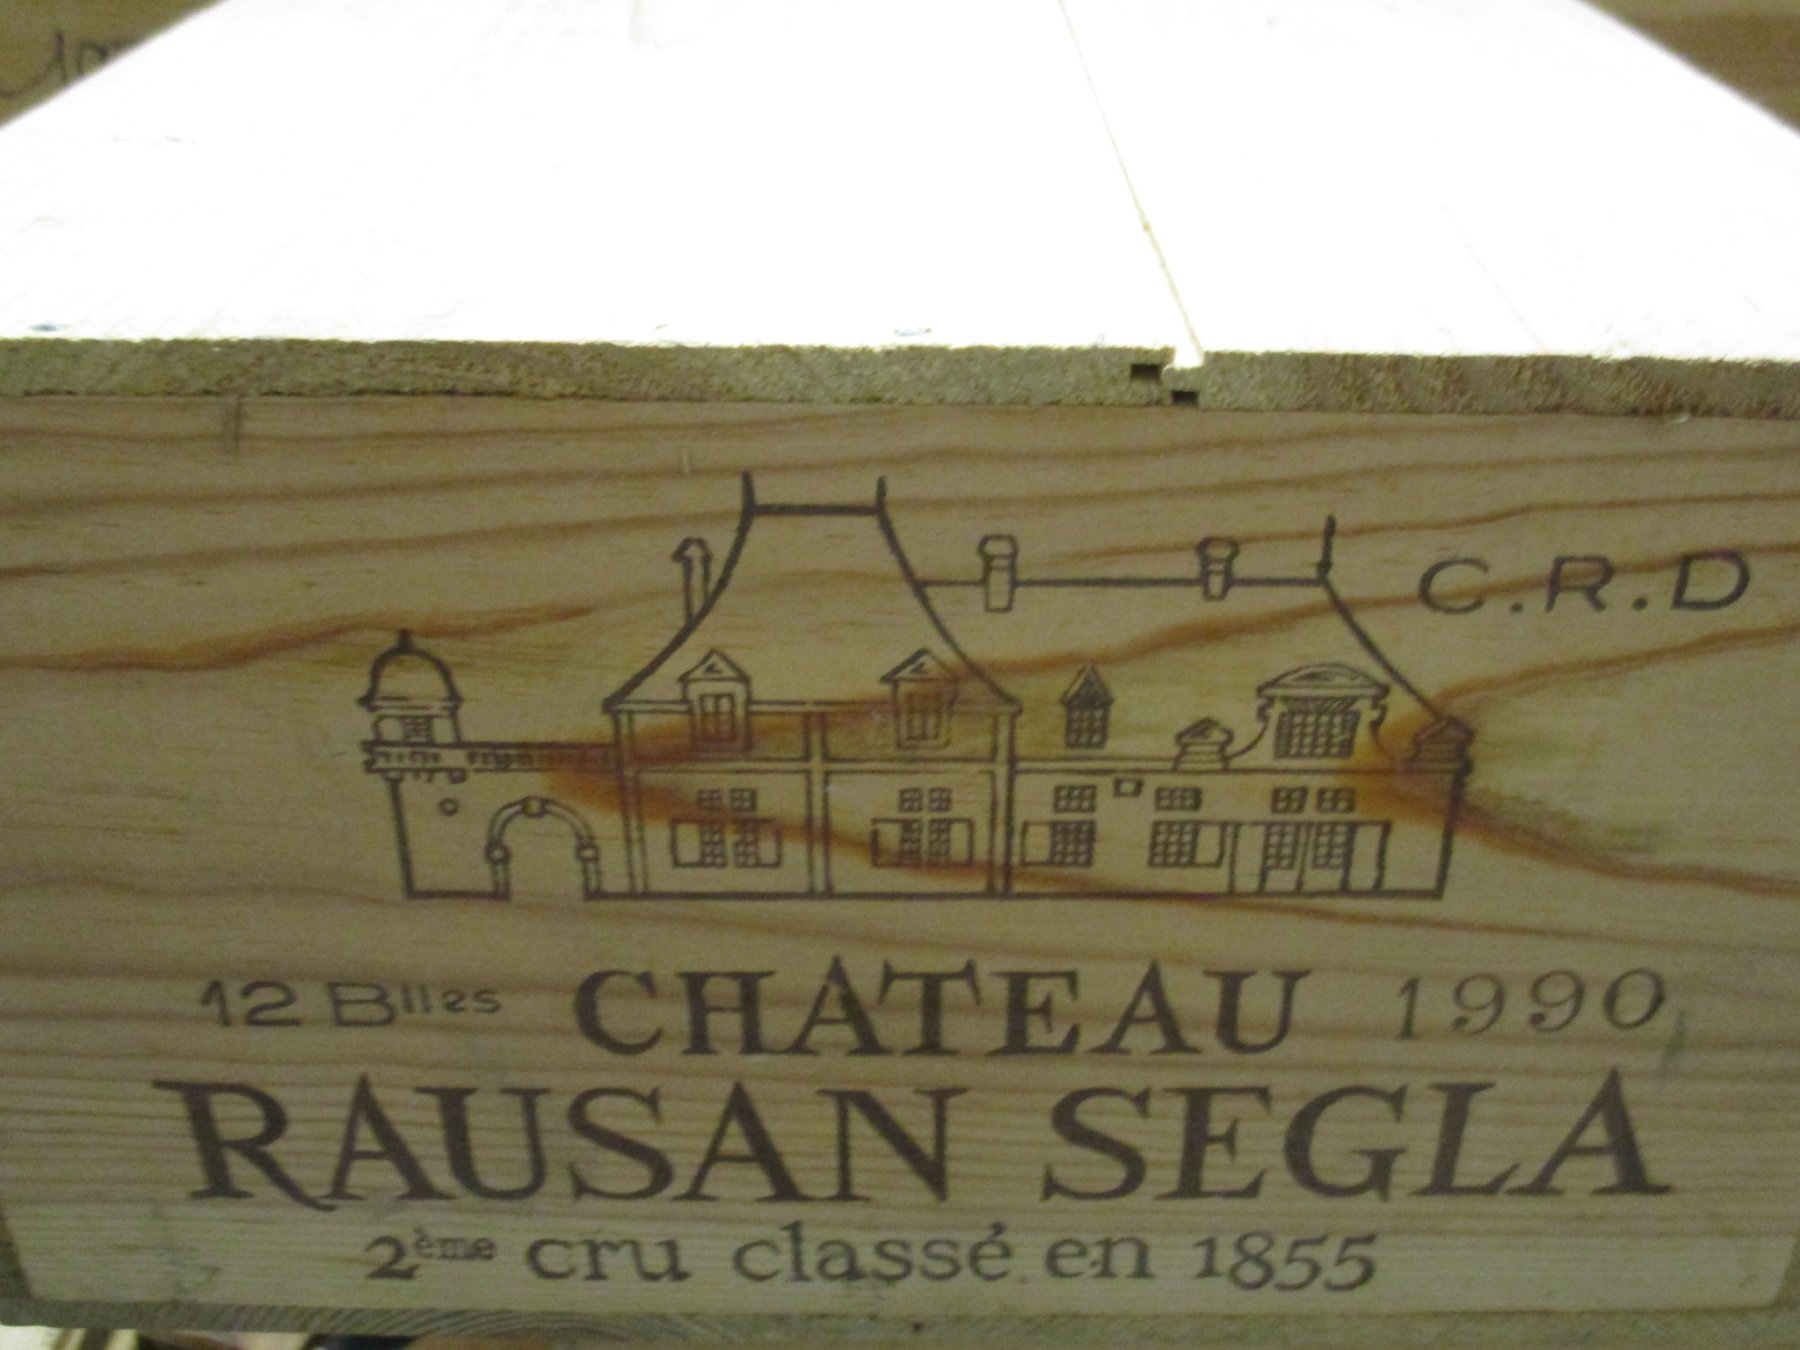 C.R.D
12 Blles CHATEAU 1990
RAUSAN SEGLA
2ème cru classé en 1855